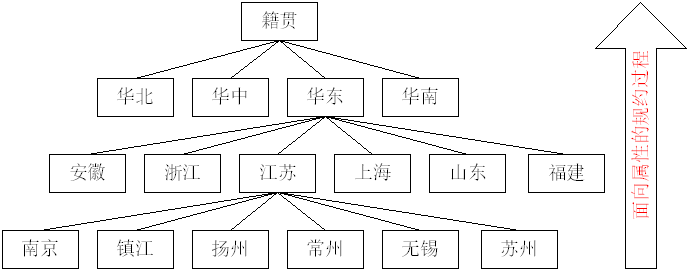 籍贯
华北 华中 华东 华南
安徽 浙江 江苏 上海 山东 福建
南京 镇江 扬州 常州 无锡 苏州
面向属性的规约过程